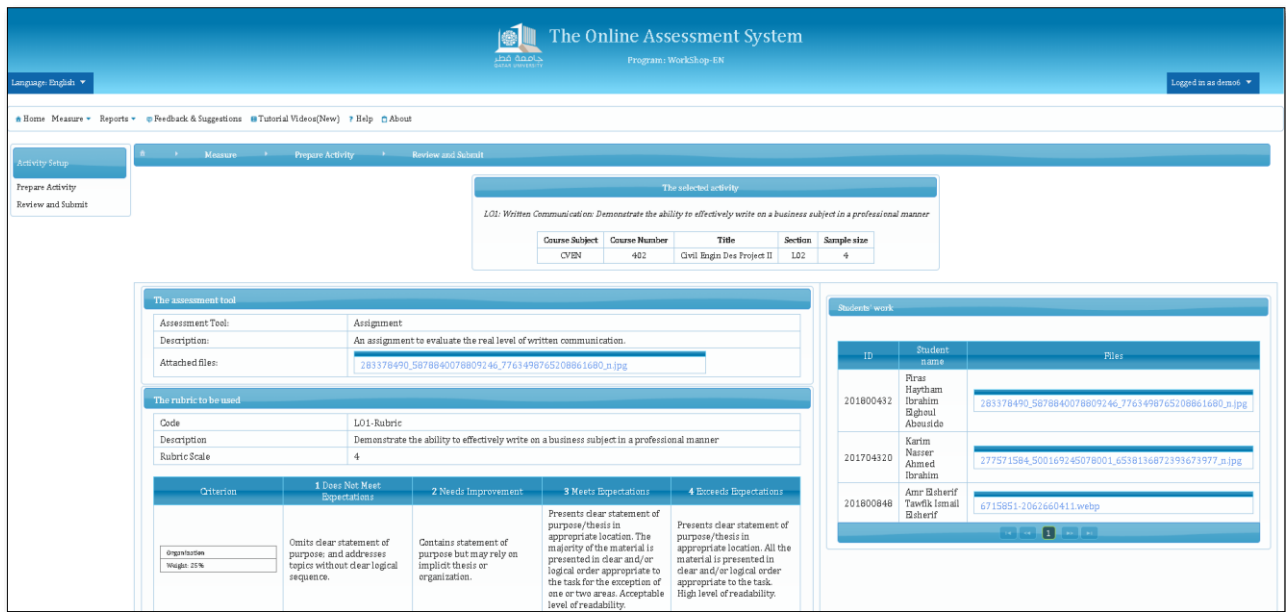 The Online Assessment System
جامعة قطر
QATAR UNIVERSITY
Program: WorkShop-EN
Language: English
Logged in as demo6
Home Measure Reports Feedback & Suggestions Tutorial Videos(New) ? Help About
Activity Setup
Prepare Activity
Review and Submit
Measure Prepare Activity Review and Submit
The selected activity
LO1: Written Communication: Demonstrate the ability to effectively write on a business subject in a professional manner
Course Subject Course Number Title Section Sample size
CVEN 402 Civil Engin Des Project II L02 4
The assessment tool
Assessment Tool: Assignment
Description: An assignment to evaluate the real level of written communication.
Attached files: 283378490_5878840078809246_7763498765208861680_n.jpg
The rubric to be used
Code LO1-Rubric
Description Demonstrate the ability to effectively write on a business subject in a professional manner
Rubric Scale 4
Criterion 1 Does Not Meet Expectations 2 Needs Improvement 3 Meets Expectations 4 Exceeds Expectations
Organization
Weight: 25%
Omits clear statement of
purpose; and addresses
topics without clear logical
sequence.
Contains statement of
purpose but may rely on
implicit thesis or
organization.
Presents clear statement of
purpose/thesis in
appropriate location. The
majority of the material is
presented in clear and/or
logical order appropriate to
the task for the exception of
one or two areas. Acceptable
level of readability.
Presents clear statement of
purpose/thesis in
appropriate location. All the
material is presented in
clear and/or logical order
appropriate to the task.
High level of readability.
Students' work
ID Student name Files
201800432 Firas Haytham Ibrahim Elghoul Abousido 283378490_5878840078809246_7763498765208861680_n.jpg
201704320 Karim Nasser Ahmed Ibrahim 277571584_500169245078001_6538136872393673977_n.jpg
201800848 Amr Elsherif Tawfik Ismail Elsherif 6715851-2062660411.webp
1